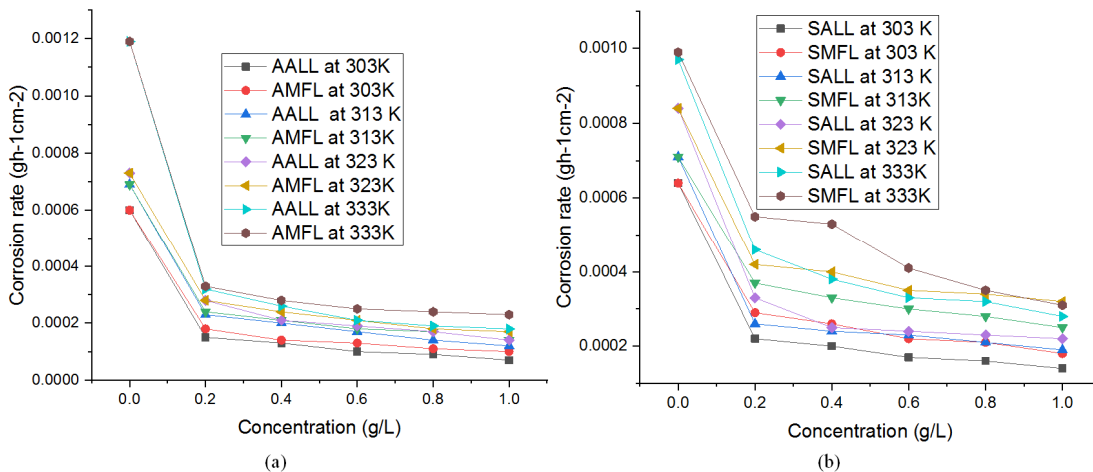 0.0012
0.0010
0.0008
0.0006
0.0004
0.0002
0.0000
Corrosion rate (gh-1cm-2)
AALL at 303K
AMFL at 303K
AALL  at 313 K
AMFL at 313K
AALL at 323 K
AMFL at 323K
AALL at 333K
AMFL at 333K
0.0 0.2 0.4 0.6 0.8 1.0
Concentration (g/L)
(a)
0.0010
0.0008
0.0006
0.0004
0.0002
Corrosion rate (gh-1cm-2)
SALL at 303 K
SMFL at 303 K
SALL at 313 K
SMFL at 313K
SALL at 323 K
SMFL at 323 K
SALL at 333K
SMFL at 333K
0.0 0.2 0.4 0.6 0.8 1.0
Concentration (g/L)
(b)